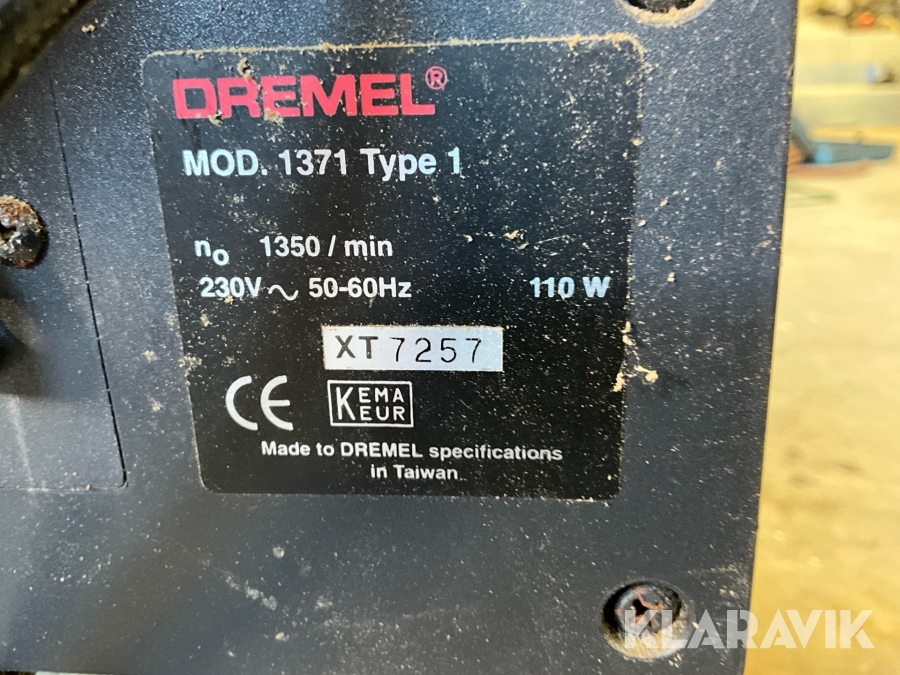 DREMEL®
MOD. 1371 Type 1
n₀ 1350 / min
230V ~ 50-60Hz 110 W
XT 7257
CE KEMA KEUR
Made to DREMEL specifications
in Taiwan
KLARAVIK